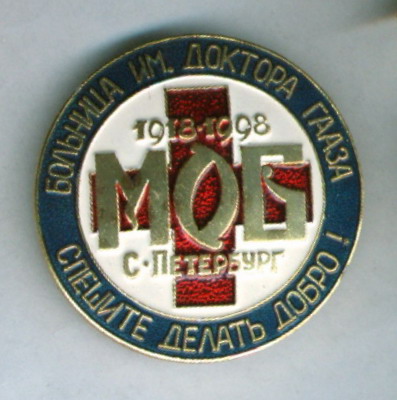 БОЛЬНИЦА ИМ. ДОКТОРА ГААЗА
1918·1998
МОБ
С·ПЕТЕРБУРГ
СПЕШИТЕ ДЕЛАТЬ ДОБРО!